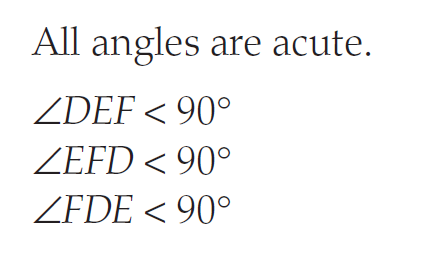 All angles are acute.
∠DEF < 90°
∠EFD < 90°
∠FDE < 90°